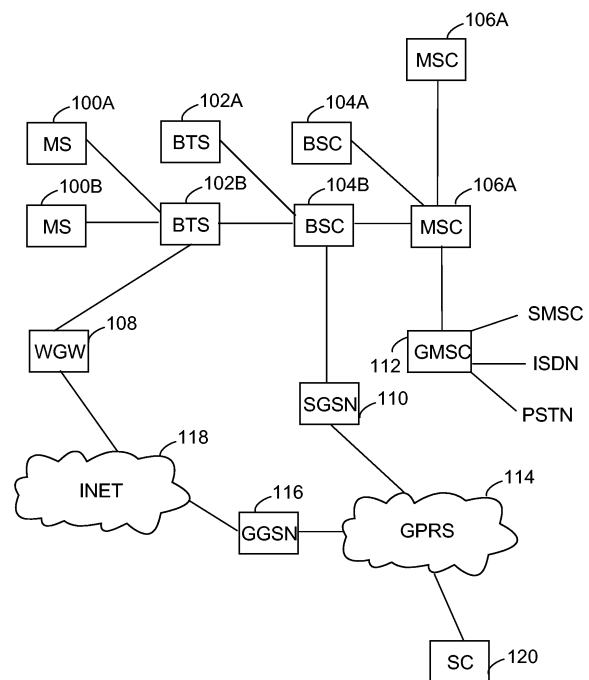 106A
MSC
100A
102A
104A
MS
BTS
BSC
100B
102B
104B
106A
MS
BTS
BSC
MSC
108
SMSC
WGW
112
GMSC
ISDN
SGSN
110
PSTN
118
114
INET
116
GGSN
GPRS
SC
120